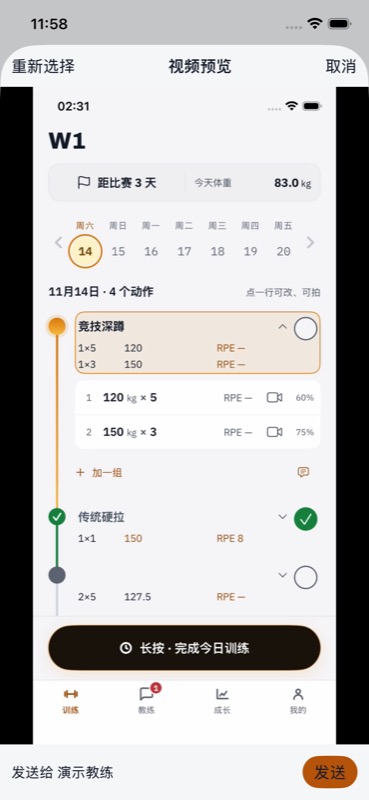 11:58
重新选择 视频预览 取消
02:31
W1
距比赛 3 天 今天体重 83.0 kg
周六 周日 周一 周二 周三 周四 周五
14 15 16 17 18 19 20
11月14日 · 4 个动作 点一行可改、可拍
竞技深蹲
1×5 120 RPE —
1×3 150 RPE —
1 120 kg × 5 RPE — 60%
2 150 kg × 3 RPE — 75%
+ 加一组
传统硬拉
1×1 150 RPE 8
2×5 127.5 RPE —
长按 · 完成今日训练
1
训练 教练 成长 我的
发送给 演示教练 发送